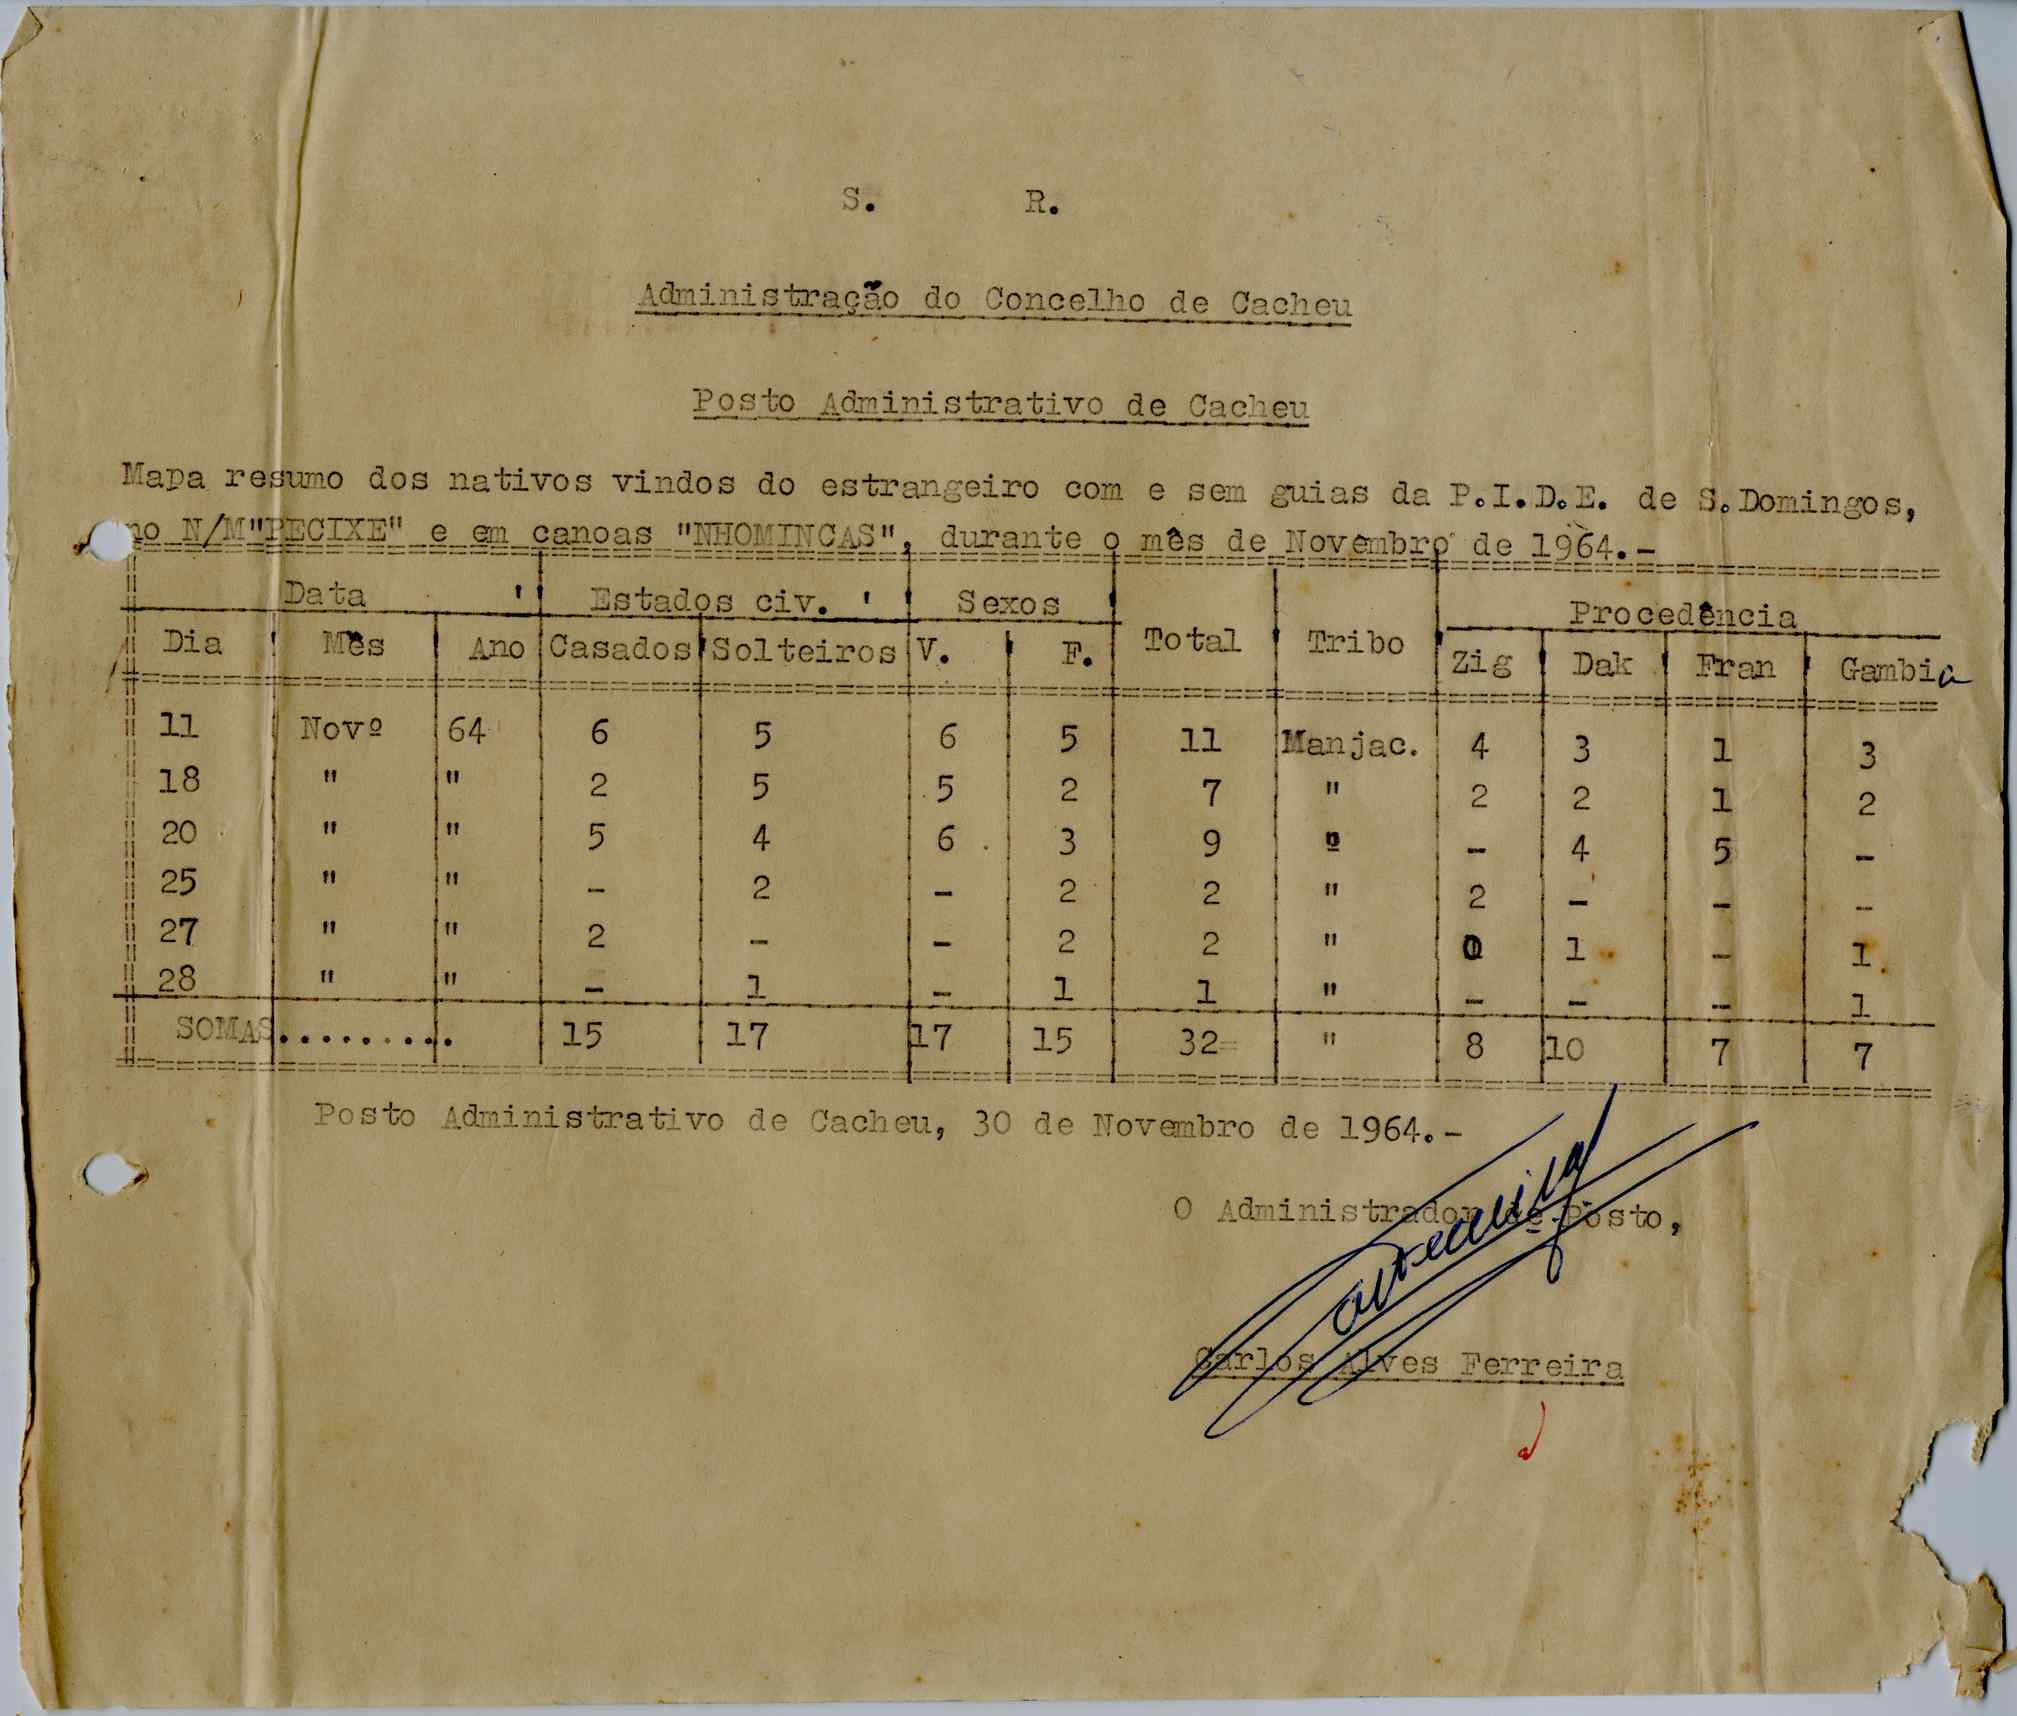 S. R.
Administração do Concelho de Cacheu
Posto Administrativo de Cacheu
Mapa resumo dos nativos vindos do estrangeiro com e sem guias da P.I.D.E. de S.Domingos,
no N/M"PECIXE" e em canoas "NHOMINCAS", durante o mês de Novembro de 1964.-
Data Estados civ. Sexos Total Tribo Procedência
Dia Mês Ano Casados Solteiros V. F. Zig Dak Fran Gambia
11 Novº 64 6 5 6 5 11 Manjac. 4 3 1 3
18 " " 2 5 5 2 7 " 2 2 1 2
20 " " 5 4 6 3 9 º - 4 5 -
25 " " - 2 - 2 2 " 2 - - -
27 " " 2 - - 2 2 " 0 1 - 1
28 " " - 1 - 1 1 " - - - 1
SOMAS......... 15 17 17 15 32= " 8 10 7 7
Posto Administrativo de Cacheu, 30 de Novembro de 1964.-
O Administrador de Posto,
Carlos Alves Ferreira